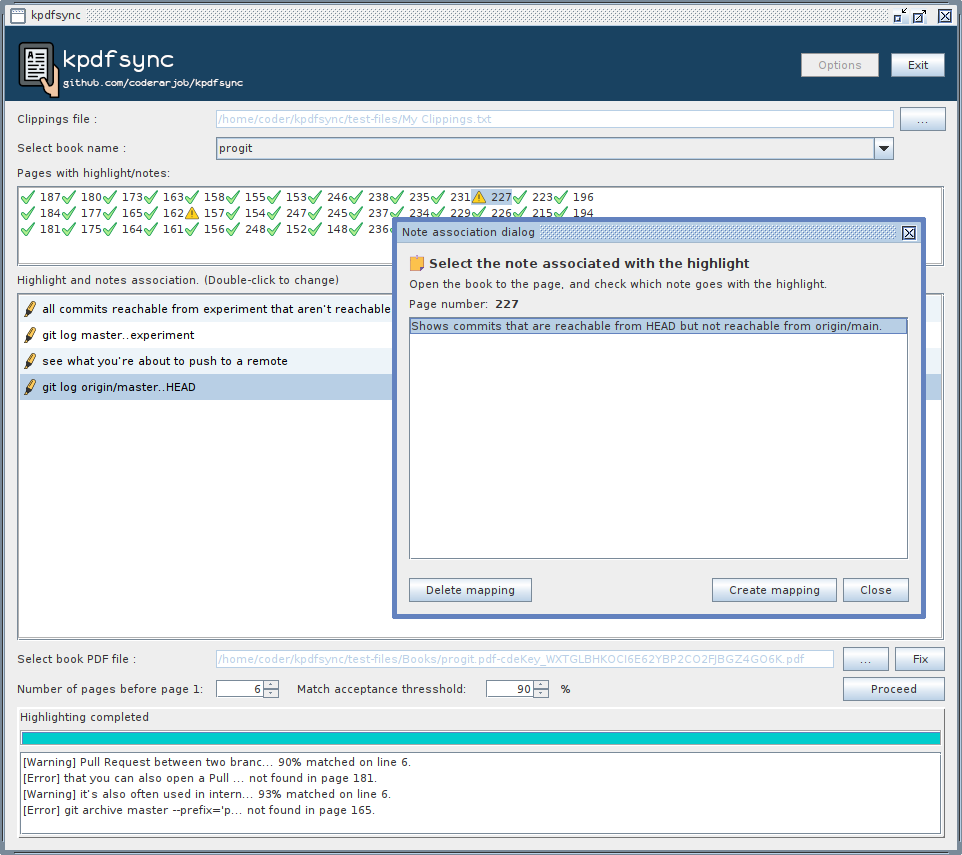 kpdfsync
kpdfsync
github.com/coderarjob/kpdfsync
Options
Exit
Clippings file :
/home/coder/kpdfsync/test-files/My Clippings.txt
...
Select book name :
progit
Pages with highlight/notes:
187 180 173 163 158 155 153 246 238 235 231 227 223 196
184 177 165 162 157 154 247 245 237 234 229 226 215 194
181 175 164 161 156 248 152 148 236
Highlight and notes association. (Double-click to change)
all commits reachable from experiment that aren't reachable
git log master..experiment
see what you're about to push to a remote
git log origin/master..HEAD
Note association dialog
Select the note associated with the highlight
Open the book to the page, and check which note goes with the highlight.
Page number: 227
Shows commits that are reachable from HEAD but not reachable from origin/main.
Delete mapping
Create mapping
Close
Select book PDF file :
/home/coder/kpdfsync/test-files/Books/progit.pdf-cdeKey_WXTGLBHKOCI6E62YBP2CO2FJBGZ4GO6K.pdf
...
Fix
Number of pages before page 1:
6
Match acceptance thresshold:
90
%
Proceed
Highlighting completed
[Warning] Pull Request between two branc... 90% matched on line 6.
[Error] that you can also open a Pull ... not found in page 181.
[Warning] it's also often used in intern... 93% matched on line 6.
[Error] git archive master --prefix='p... not found in page 165.